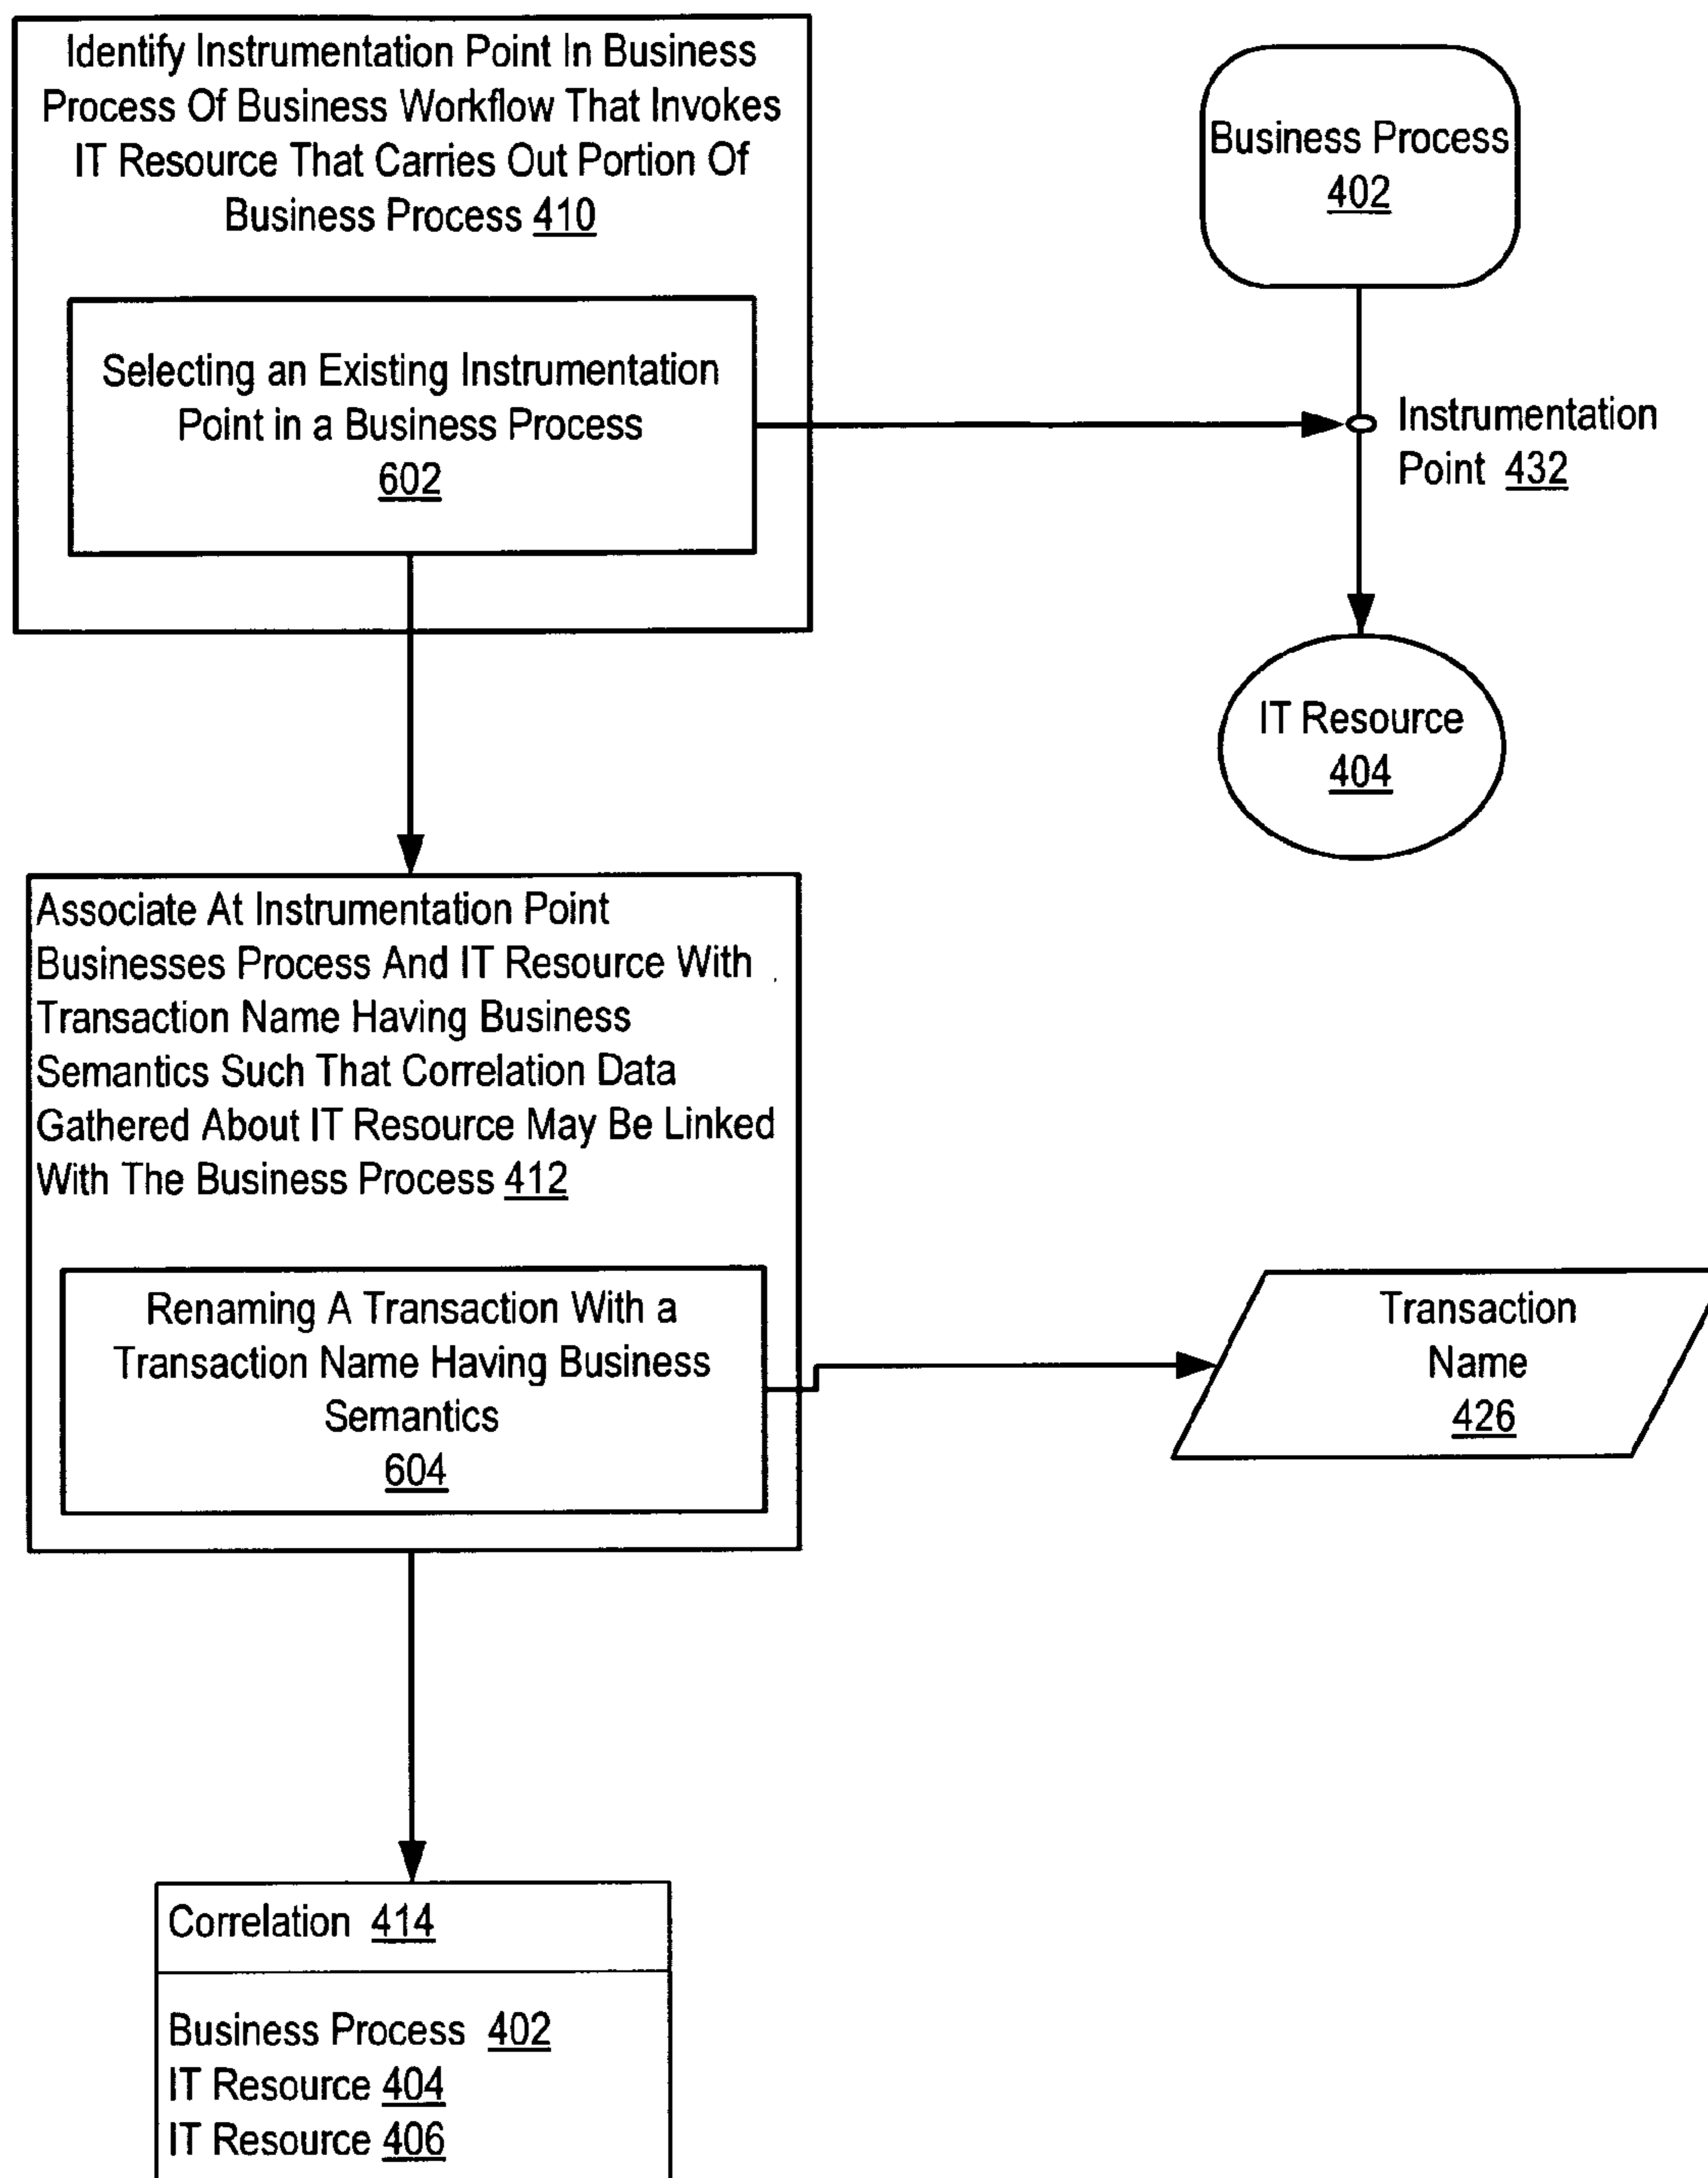 Identify Instrumentation Point In Business
Process Of Business Workflow That Invokes
IT Resource That Carries Out Portion Of
Business Process 410
Selecting an Existing Instrumentation
Point in a Business Process
602
Business Process
402
Instrumentation
Point 432
IT Resource
404
Associate At Instrumentation Point
Businesses Process And IT Resource With
Transaction Name Having Business
Semantics Such That Correlation Data
Gathered About IT Resource May Be Linked
With The Business Process 412
Renaming A Transaction With a
Transaction Name Having Business
Semantics
604
Transaction
Name
426
Correlation 414
Business Process 402
IT Resource 404
IT Resource 406